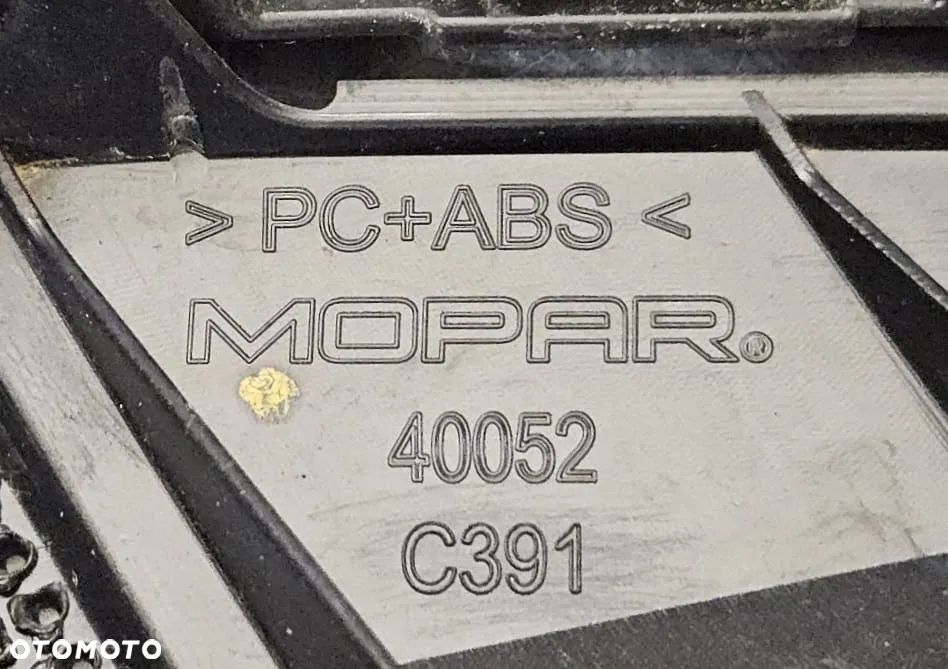 > PC+ABS <
MOPAR®
40052
C391
OTOMOTO